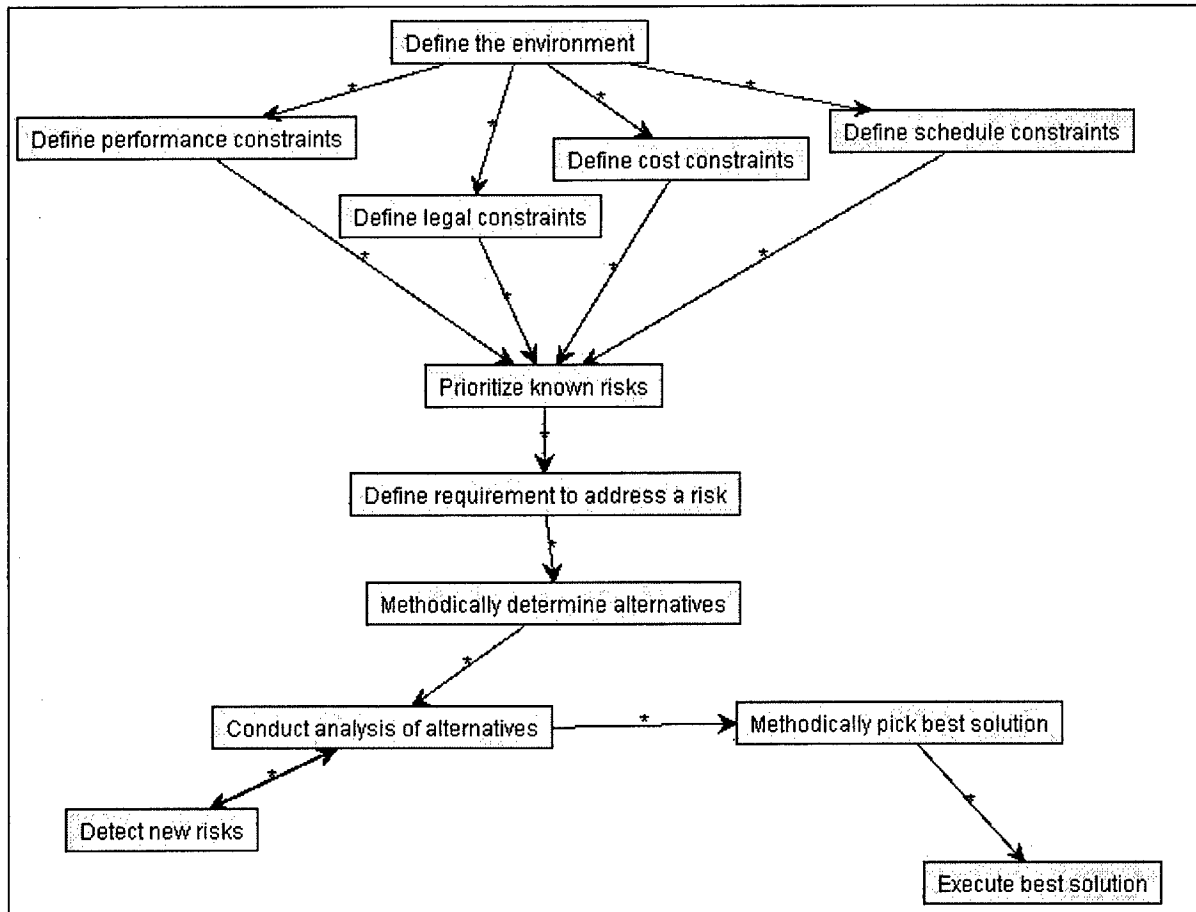 Define the environment
Define performance constraints
Define schedule constraints
Define cost constraints
Define legal constraints
Prioritize known risks
Define requirement to address a risk
Methodically determine alternatives
Conduct analysis of alternatives
Methodically pick best solution
Detect new risks
Execute best solution